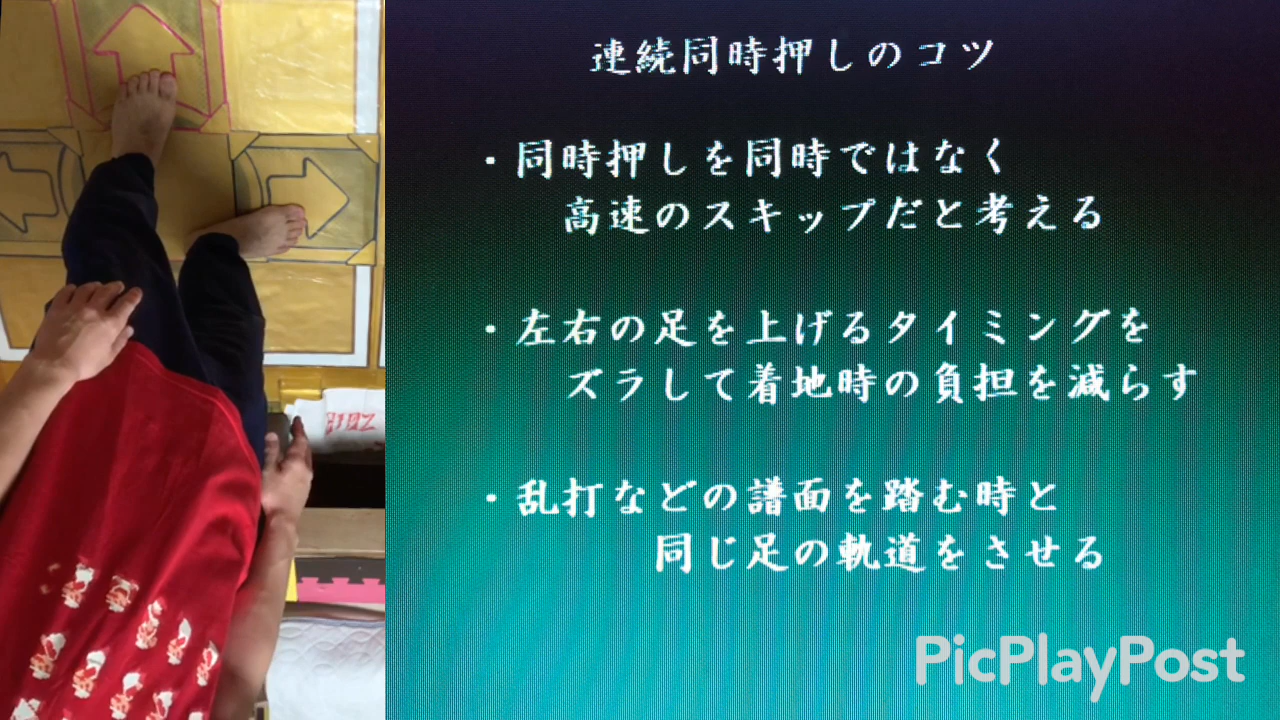 連続同時押しのコツ
・同時押しを同時ではなく
高速のスキップだと考える
・左右の足を上げるタイミングを
ズラして着地時の負担を減らす
・乱打などの譜面を踏む時と
同じ足の軌道をさせる
PicPlayPost